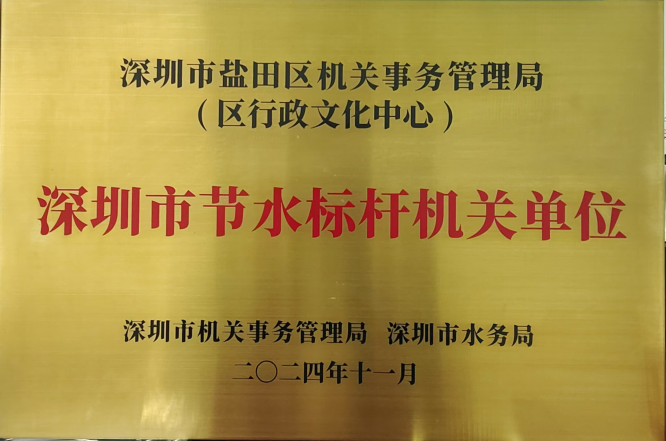 深圳市盐田区机关事务管理局
（区行政文化中心）
深圳市节水标杆机关单位
深圳市机关事务管理局 深圳市水务局
二〇二四年十一月